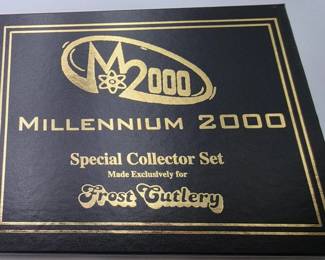 M2000
MILLENNIUM 2000
Special Collector Set
Made Exclusively for
Frost Cutlery